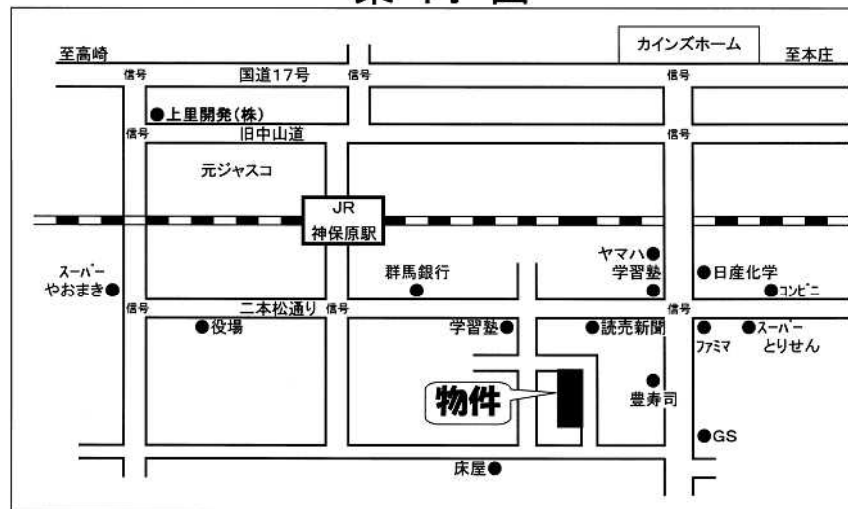 案内図
カインズホーム
至高崎
至本庄
信号
国道17号
信号
信号
上里開発(株)
信号
旧中山道
信号
元ジャスコ
JR
神保原駅
ヤマハ
学習塾
日産化学
コンビニ
群馬銀行
スーパー
やおまき
信号
二本松通り
信号
信号
役場
学習塾
読売新聞
ファミマ
スーパー
とりせん
物件
豊寿司
GS
床屋